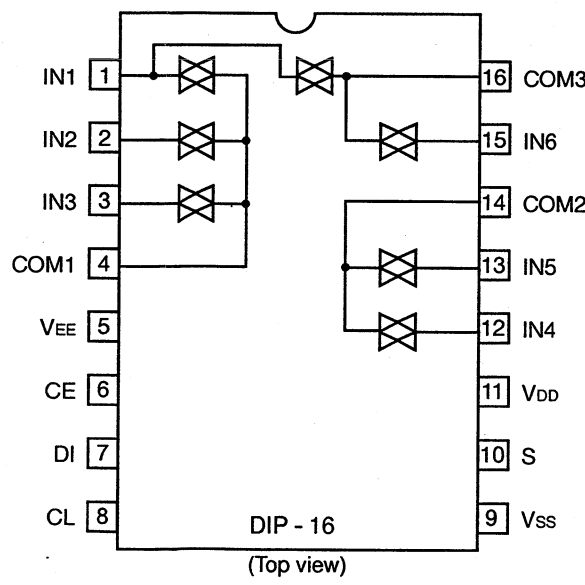 IN1 1
IN2 2
IN3 3
COM1 4
VEE 5
CE 6
DI 7
CL 8
16 COM3
15 IN6
14 COM2
13 IN5
12 IN4
11 VDD
10 S
9 VSS
DIP - 16
(Top view)